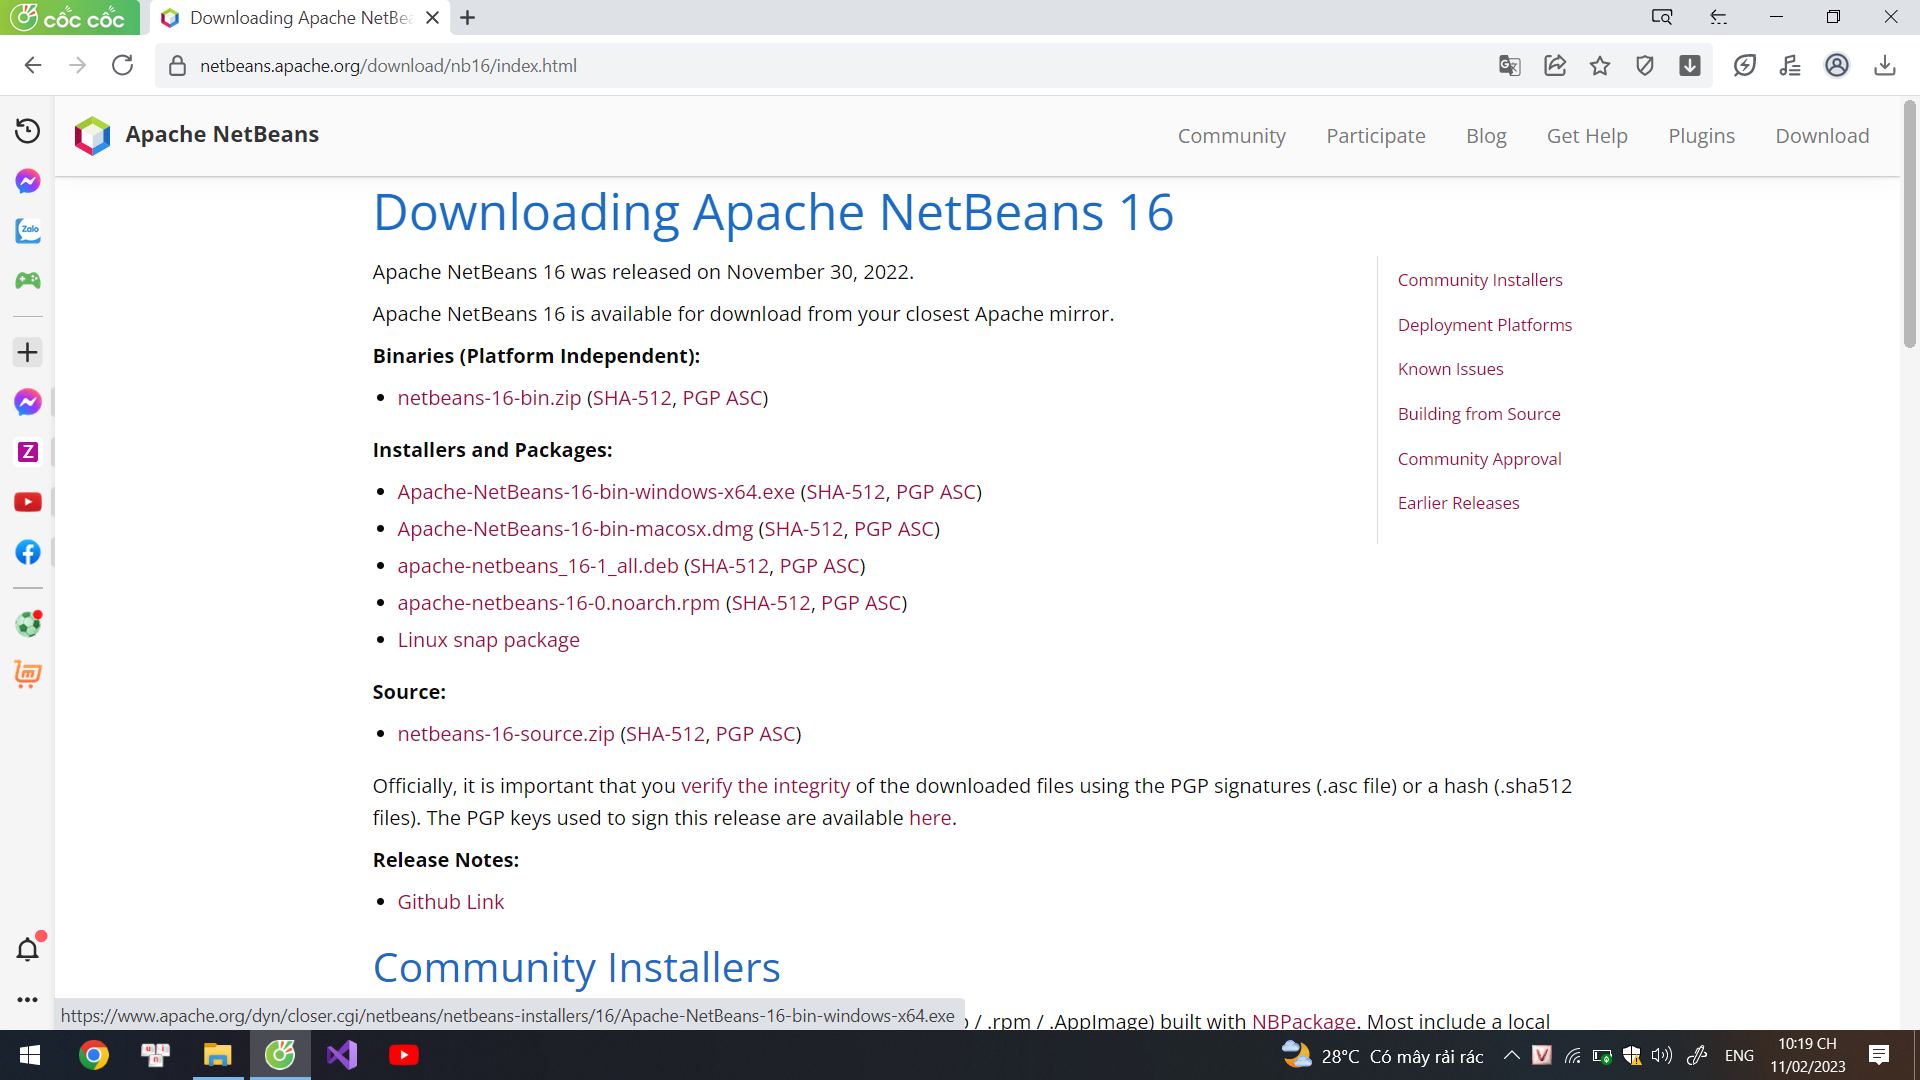 cốc cốc
Downloading Apache NetBea
netbeans.apache.org/download/nb16/index.html
Apache NetBeans
Community
Participate
Blog
Get Help
Plugins
Download
Zalo
Z
Downloading Apache NetBeans 16
Apache NetBeans 16 was released on November 30, 2022.
Apache NetBeans 16 is available for download from your closest Apache mirror.
Binaries (Platform Independent):
netbeans-16-bin.zip (SHA-512, PGP ASC)
Installers and Packages:
Apache-NetBeans-16-bin-windows-x64.exe (SHA-512, PGP ASC)
Apache-NetBeans-16-bin-macosx.dmg (SHA-512, PGP ASC)
apache-netbeans_16-1_all.deb (SHA-512, PGP ASC)
apache-netbeans-16-0.noarch.rpm (SHA-512, PGP ASC)
Linux snap package
Source:
netbeans-16-source.zip (SHA-512, PGP ASC)
Officially, it is important that you verify the integrity of the downloaded files using the PGP signatures (.asc file) or a hash (.sha512
files). The PGP keys used to sign this release are available here.
Release Notes:
Github Link
Community Installers
Deployment Platforms
Known Issues
Building from Source
Community Approval
Earlier Releases
Community Installers
/ .rpm / .AppImage) built with NBPackage. Most include a local
https://www.apache.org/dyn/closer.cgi/netbeans/netbeans-installers/16/Apache-NetBeans-16-bin-windows-x64.exe
28°C Có mây rải rác
V
ENG
10:19 CH
11/02/2023